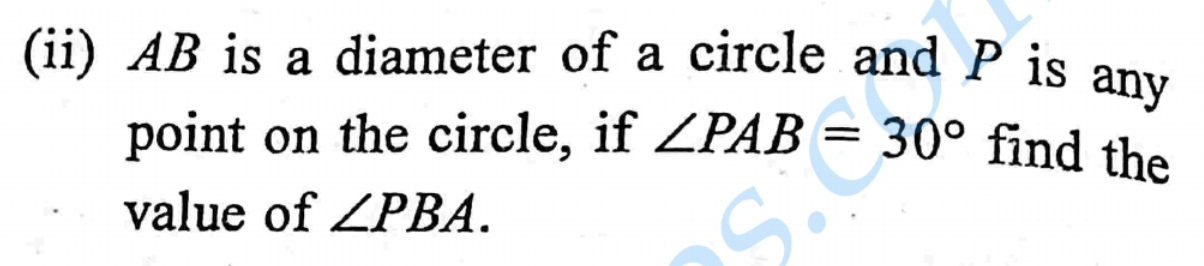 (ii) AB is a diameter of a circle and P is any
point on the circle, if ∠PAB = 30° find the
value of ∠PBA.
s.com